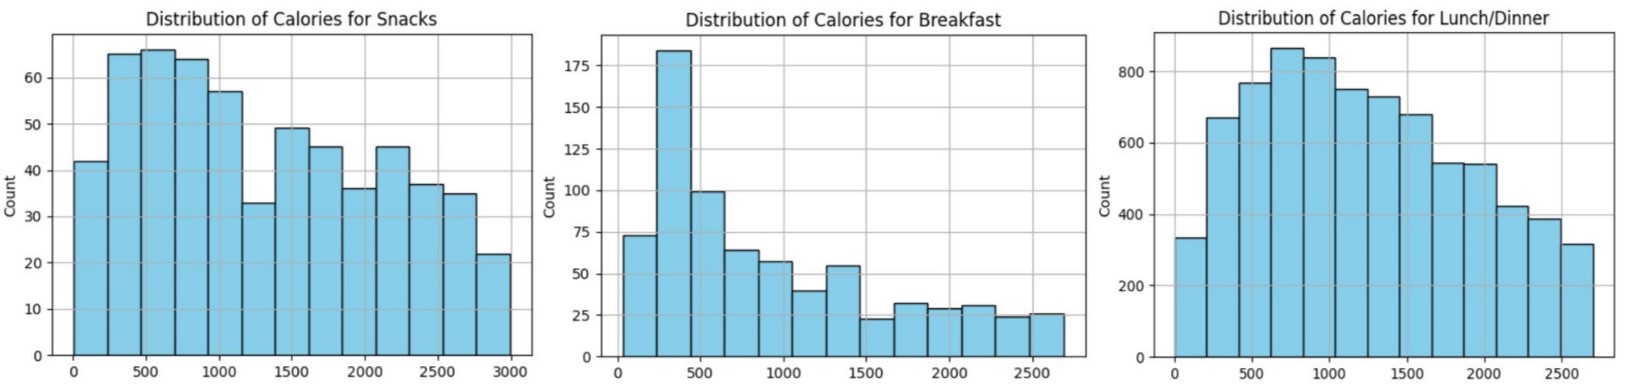 Distribution of Calories for Snacks
Count
60
50
40
30
20
10
0
0 500 1000 1500 2000 2500 3000
Distribution of Calories for Breakfast
Count
175
150
125
100
75
50
25
0
0 500 1000 1500 2000 2500
Distribution of Calories for Lunch/Dinner
Count
800
600
400
200
0
0 500 1000 1500 2000 2500